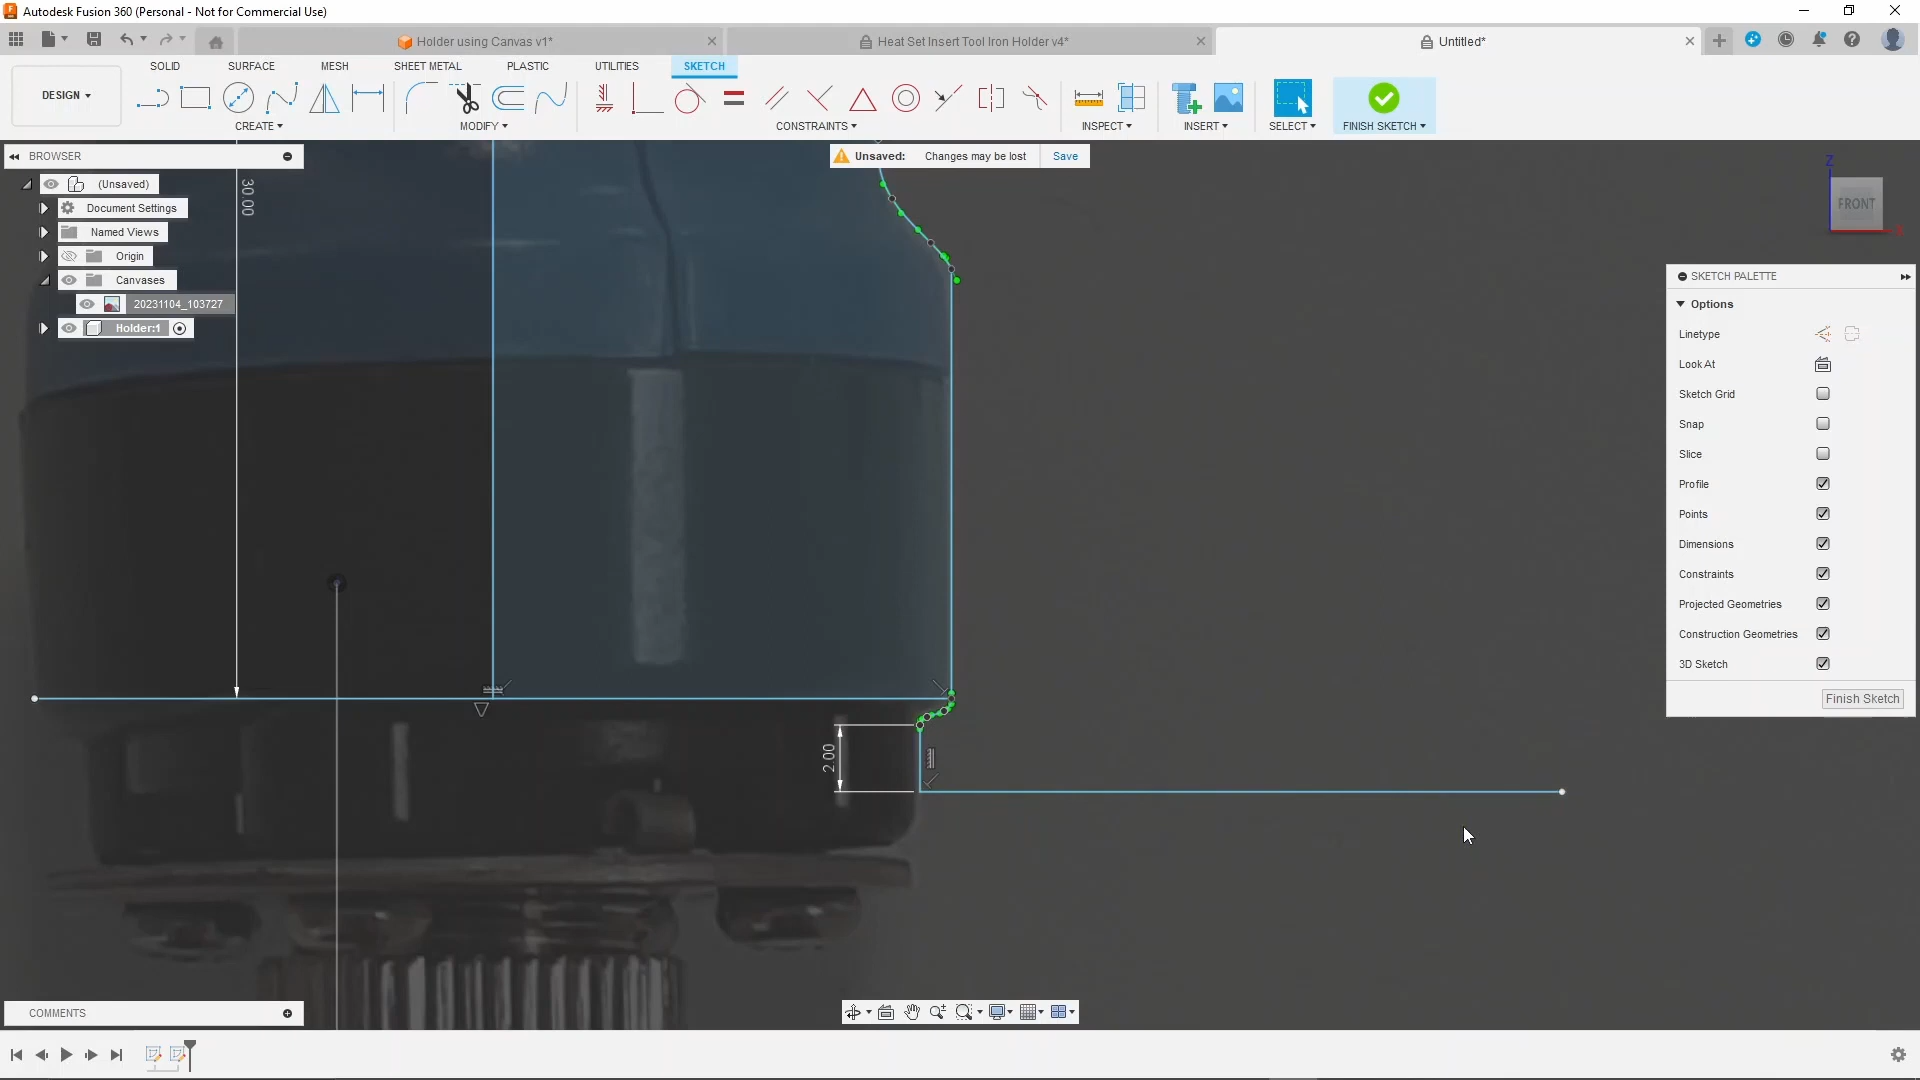 Autodesk Fusion 360 (Personal - Not for Commercial Use)
Holder using Canvas v1*
Heat Set Insert Tool Iron Holder v4*
Untitled*
DESIGN
SOLID
SURFACE
MESH
SHEET METAL
PLASTIC
UTILITIES
SKETCH
CREATE
MODIFY
CONSTRAINTS
INSPECT
INSERT
SELECT
FINISH SKETCH
BROWSER
Unsaved: Changes may be lost Save
(Unsaved)
Document Settings
Named Views
Origin
Canvases
20231104_103727
Holder:1
30.00
2.00
Z
FRONT
X
SKETCH PALETTE
Options
Linetype
Look At
Sketch Grid
Snap
Slice
Profile
Points
Dimensions
Constraints
Projected Geometries
Construction Geometries
3D Sketch
Finish Sketch
COMMENTS